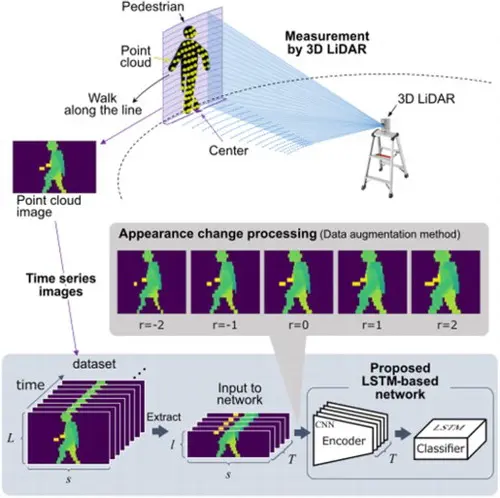 Pedestrian
Measurement
by 3D LiDAR
Point
cloud
Walk
along the line
3D LiDAR
Center
Point cloud
image
Appearance change processing (Data augmentation method)
r=-2
r=-1
r=0
r=1
r=2
Time series
images
dataset
time
L
s
Extract
Input to
network
l
s
T
Proposed
LSTM-based
network
CNN
Encoder
T
LSTM
Classifier